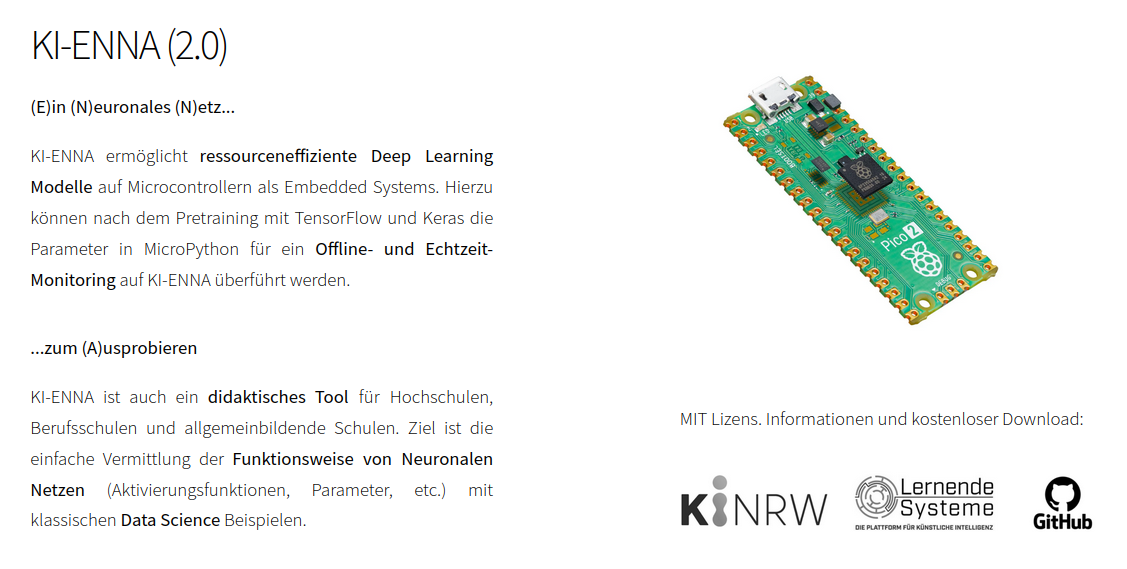 KI-ENNA (2.0)
(E)in (N)euronales (N)etz...
KI-ENNA ermöglicht ressourceneffiziente Deep Learning
Modelle auf Microcontrollern als Embedded Systems. Hierzu
können nach dem Pretraining mit TensorFlow und Keras die
Parameter in MicroPython für ein Offline- und Echtzeit-
Monitoring auf KI-ENNA überführt werden.
...zum (A)usprobieren
KI-ENNA ist auch ein didaktisches Tool für Hochschulen,
Berufsschulen und allgemeinbildende Schulen. Ziel ist die
einfache Vermittlung der Funktionsweise von Neuronalen
Netzen (Aktivierungsfunktionen, Parameter, etc.) mit
klassischen Data Science Beispielen.
BOOTSEL
Pico 2
DEBUG
MIT Lizens. Informationen und kostenloser Download:
KiNRW
Lernende
Systeme
DIE PLATTFORM FÜR KÜNSTLICHE INTELLIGENZ
GitHub